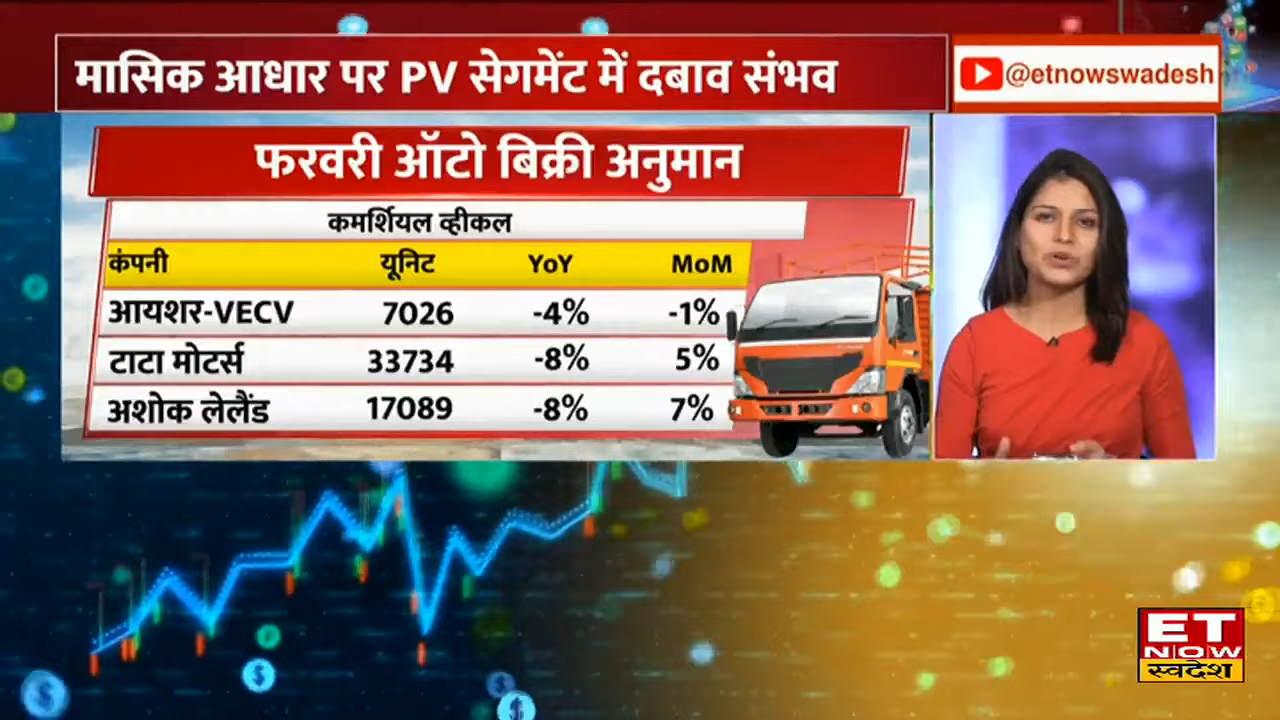 मासिक आधार पर PV सेगमेंट में दबाव संभव
@etnowswadesh
फरवरी ऑटो बिक्री अनुमान
कमर्शियल व्हीकल
कंपनी यूनिट YoY MoM
आयशर-VECV 7026 -4% -1%
टाटा मोटर्स 33734 -8% 5%
अशोक लेलैंड 17089 -8% 7%
ET
NOW
स्वदेश